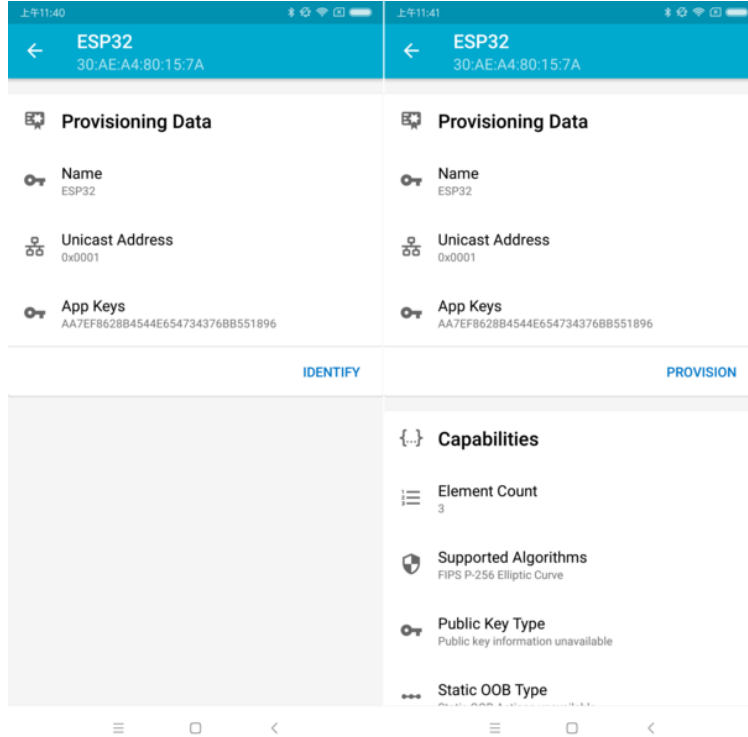 上午11:40
ESP32
30:AE:A4:80:15:7A
Provisioning Data
Name
ESP32
Unicast Address
0x0001
App Keys
AA7EF8628B4544E654734376BB551896
IDENTIFY
上午11:41
ESP32
30:AE:A4:80:15:7A
Provisioning Data
Name
ESP32
Unicast Address
0x0001
App Keys
AA7EF8628B4544E654734376BB551896
PROVISION
{...} Capabilities
Element Count
3
Supported Algorithms
FIPS P-256 Elliptic Curve
Public Key Type
Public key information unavailable
Static OOB Type